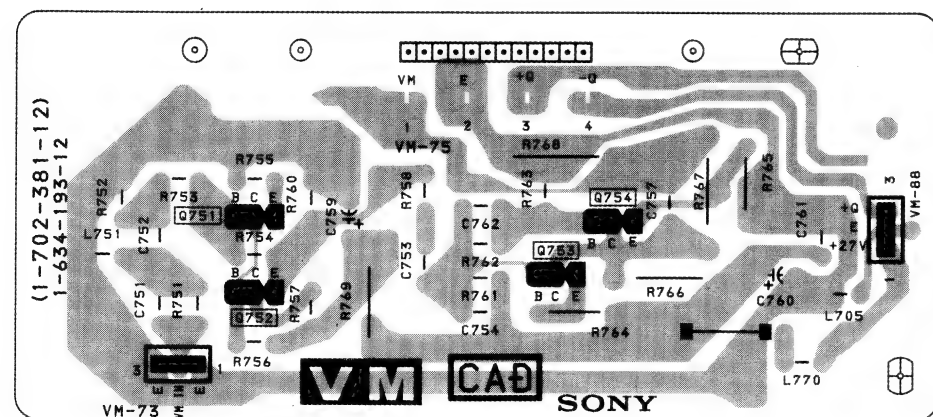 VM E +Q -Q
1 2 3 4
VM-75
(1-702-381-12)
1-634-193-12
R755
R768
R752
R753
R760
R758
R763
R767
R765
3
VM-88
Q751
B C E
Q754
C757
L751
C752
R754
C759
+
C762
B C E
C761
+Q
E
+27V
C753
R762
Q753
B C E
C751
R751
B C E
R757
R769
R761
B C E
R766
+
C760
1
Q752
C754
R764
L705
R756
3 1
E VM IN E
VM-73
VM
CAD
SONY
L770